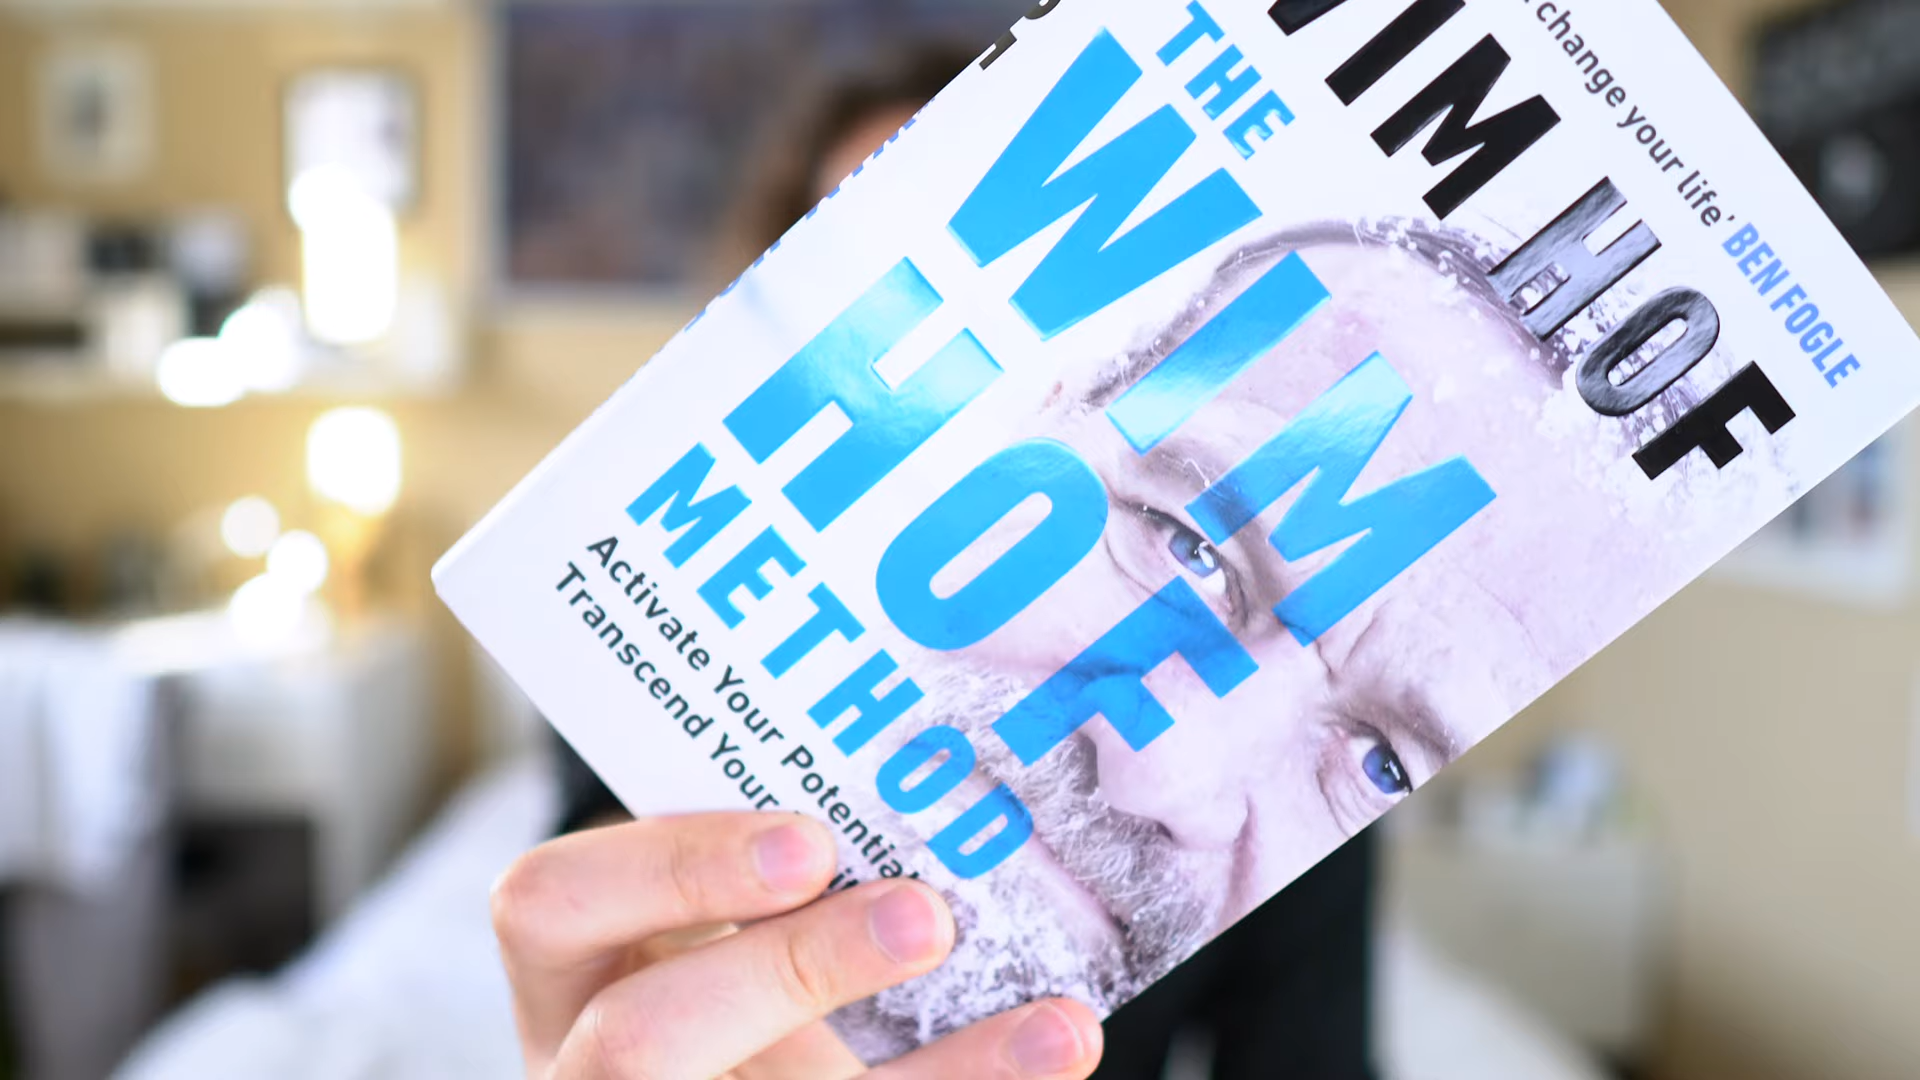 change your life' BEN FOGLE
WIM HOF
THE
WIM
HOF
METHOD
Activate Your Potential
Transcend Your